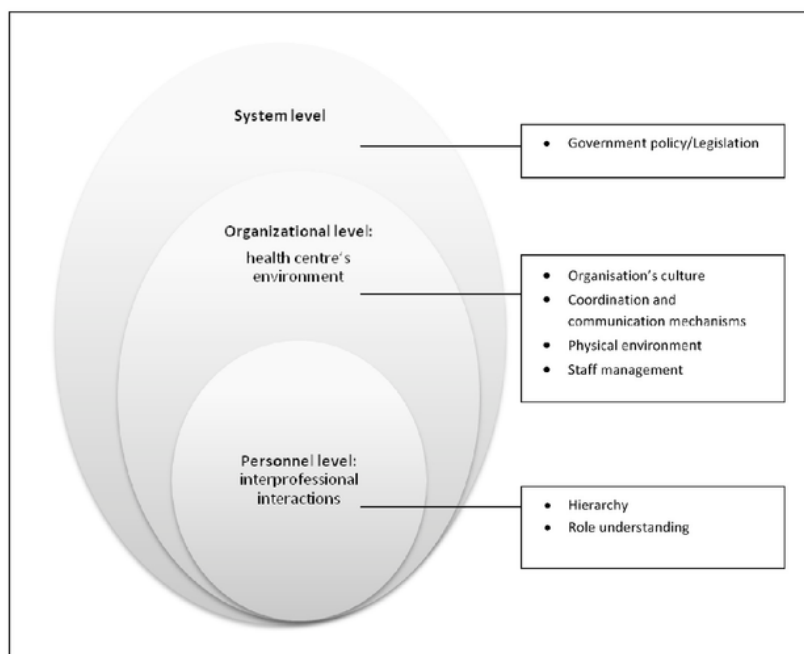 System level
• Government policy/Legislation
Organizational level:
health centre's
environment
• Organisation's culture
• Coordination and
communication mechanisms
• Physical environment
• Staff management
Personnel level:
interprofessional
interactions
• Hierarchy
• Role understanding